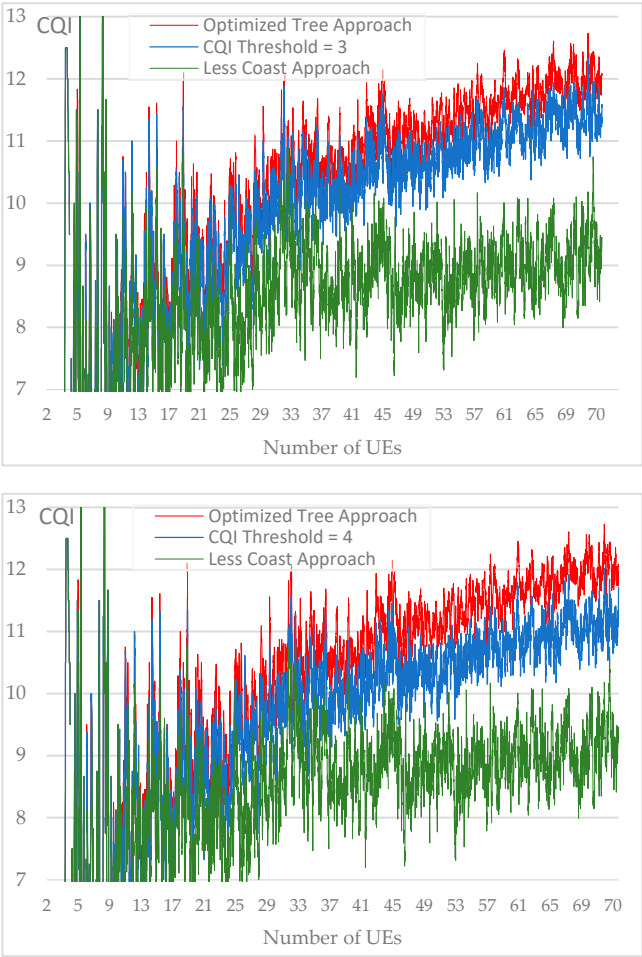 13
CQI
Optimized Tree Approach
CQI Threshold = 3
Less Coast Approach
12
11
10
9
8
7
2 5 9 13 17 21 25 29 33 37 41 45 49 53 57 61 65 69 70
Number of UEs
13
CQI
Optimized Tree Approach
CQI Threshold = 4
Less Coast Approach
12
11
10
9
8
7
2 5 9 13 17 21 25 29 33 37 41 45 49 53 57 61 65 69 70
Number of UEs